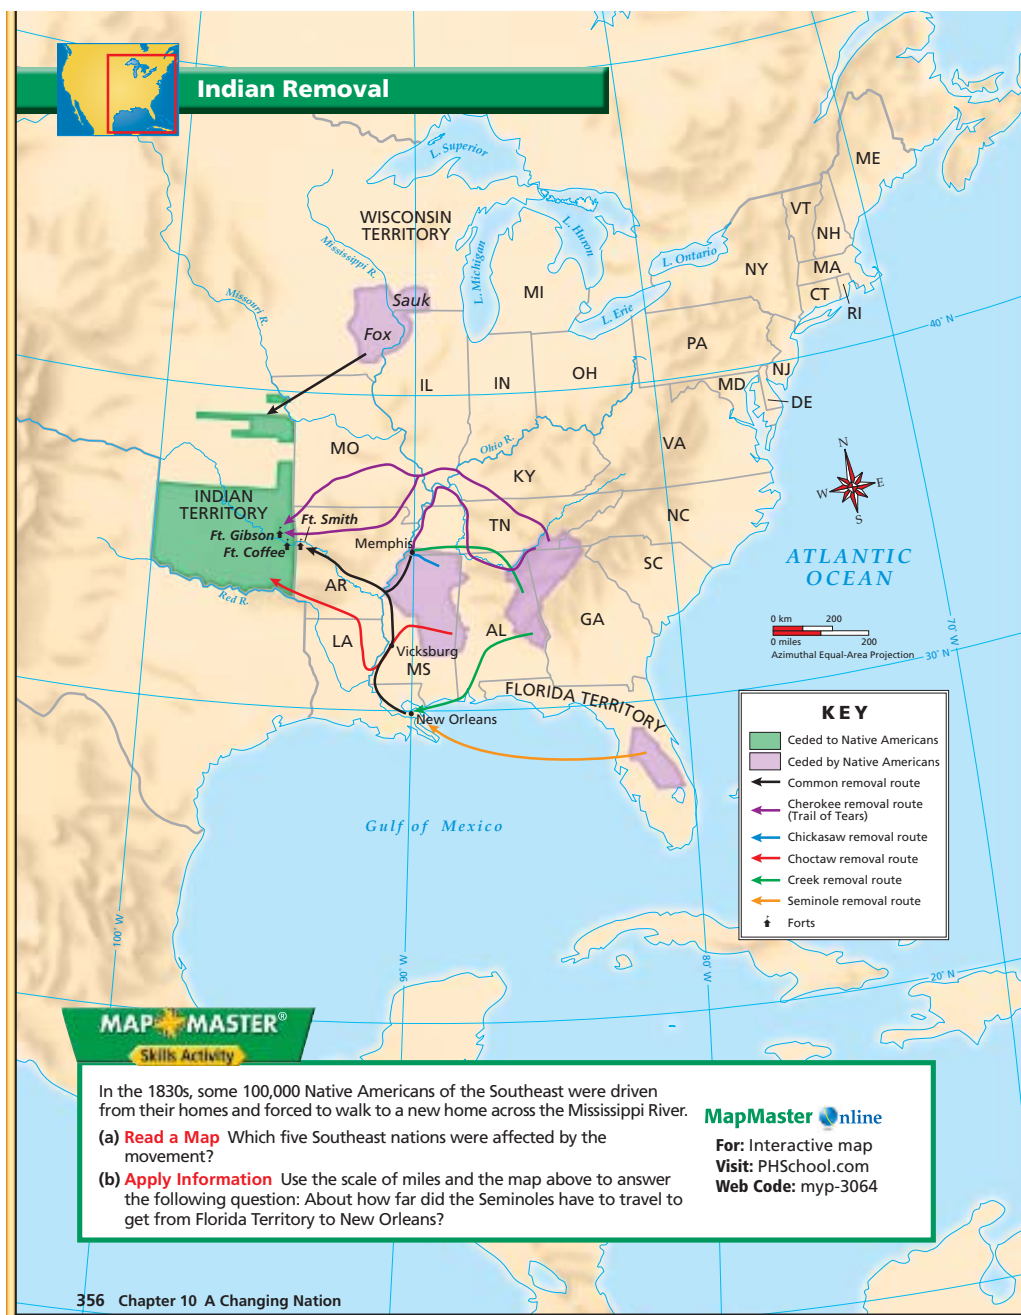 Indian Removal
L. Superior
ME
WISCONSIN
TERRITORY
VT
NH
Mississippi R.
L. Michigan
L. Huron
L. Ontario
NY
MA
CT
RI
Missouri R.
Sauk
Fox
MI
L. Erie
40° N
PA
NJ
IL
IN
OH
MD
DE
MO
Ohio R.
VA
KY
N
W
E
S
INDIAN
TERRITORY
Ft. Smith
Ft. Gibson
Ft. Coffee
Memphis
TN
NC
SC
ATLANTIC
OCEAN
Red R.
AR
LA
Vicksburg
MS
AL
GA
0 km 200
0 miles 200
Azimuthal Equal-Area Projection
70° W
30° N
FLORIDA TERRITORY
New Orleans
KEY
Ceded to Native Americans
Ceded by Native Americans
Common removal route
Cherokee removal route
(Trail of Tears)
Chickasaw removal route
Choctaw removal route
Creek removal route
Seminole removal route
Forts
Gulf of Mexico
100° W
90° W
80° W
20° N
MAP MASTER®
Skills Activity
In the 1830s, some 100,000 Native Americans of the Southeast were driven
from their homes and forced to walk to a new home across the Mississippi River.
(a) Read a Map Which five Southeast nations were affected by the
movement?
(b) Apply Information Use the scale of miles and the map above to answer
the following question: About how far did the Seminoles have to travel to
get from Florida Territory to New Orleans?
MapMaster Online
For: Interactive map
Visit: PHSchool.com
Web Code: myp-3064
356 Chapter 10 A Changing Nation